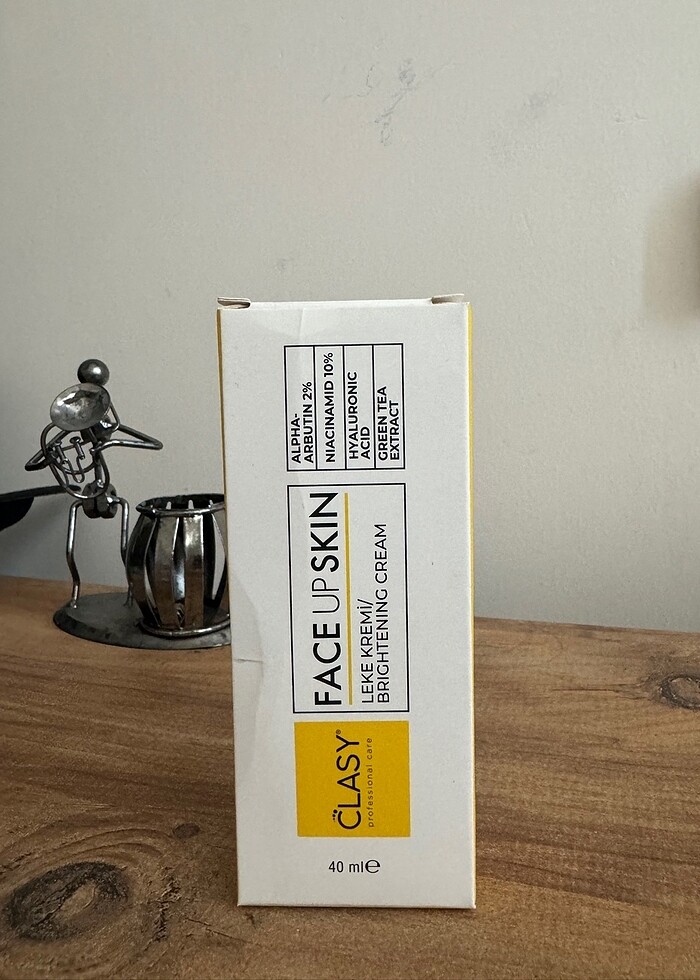 ALPHA-
ARBUTIN 2%
NIACINAMID 10%
HYALURONIC
ACID
GREEN TEA
EXTRACT
FACE UP SKIN
LEKE KREMİ/
BRIGHTENING CREAM
CLASY®
professional care
40 ml℮